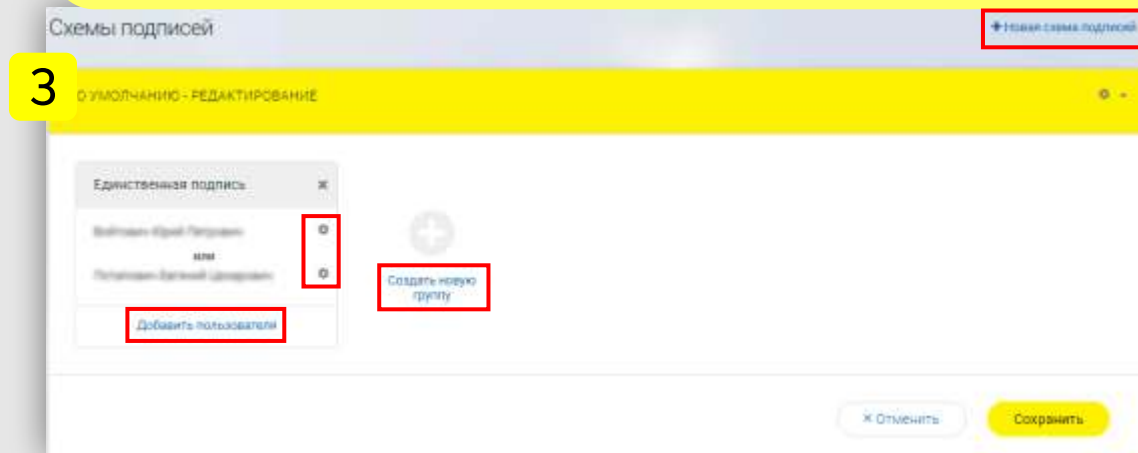 Схемы подписей
+ Новая схема подписей
3
О УМОЛЧАНИЮ - РЕДАКТИРОВАНИЕ
Единственная подпись
или
Добавить пользователя
Создать новую
группу
× Отменить
Сохранить